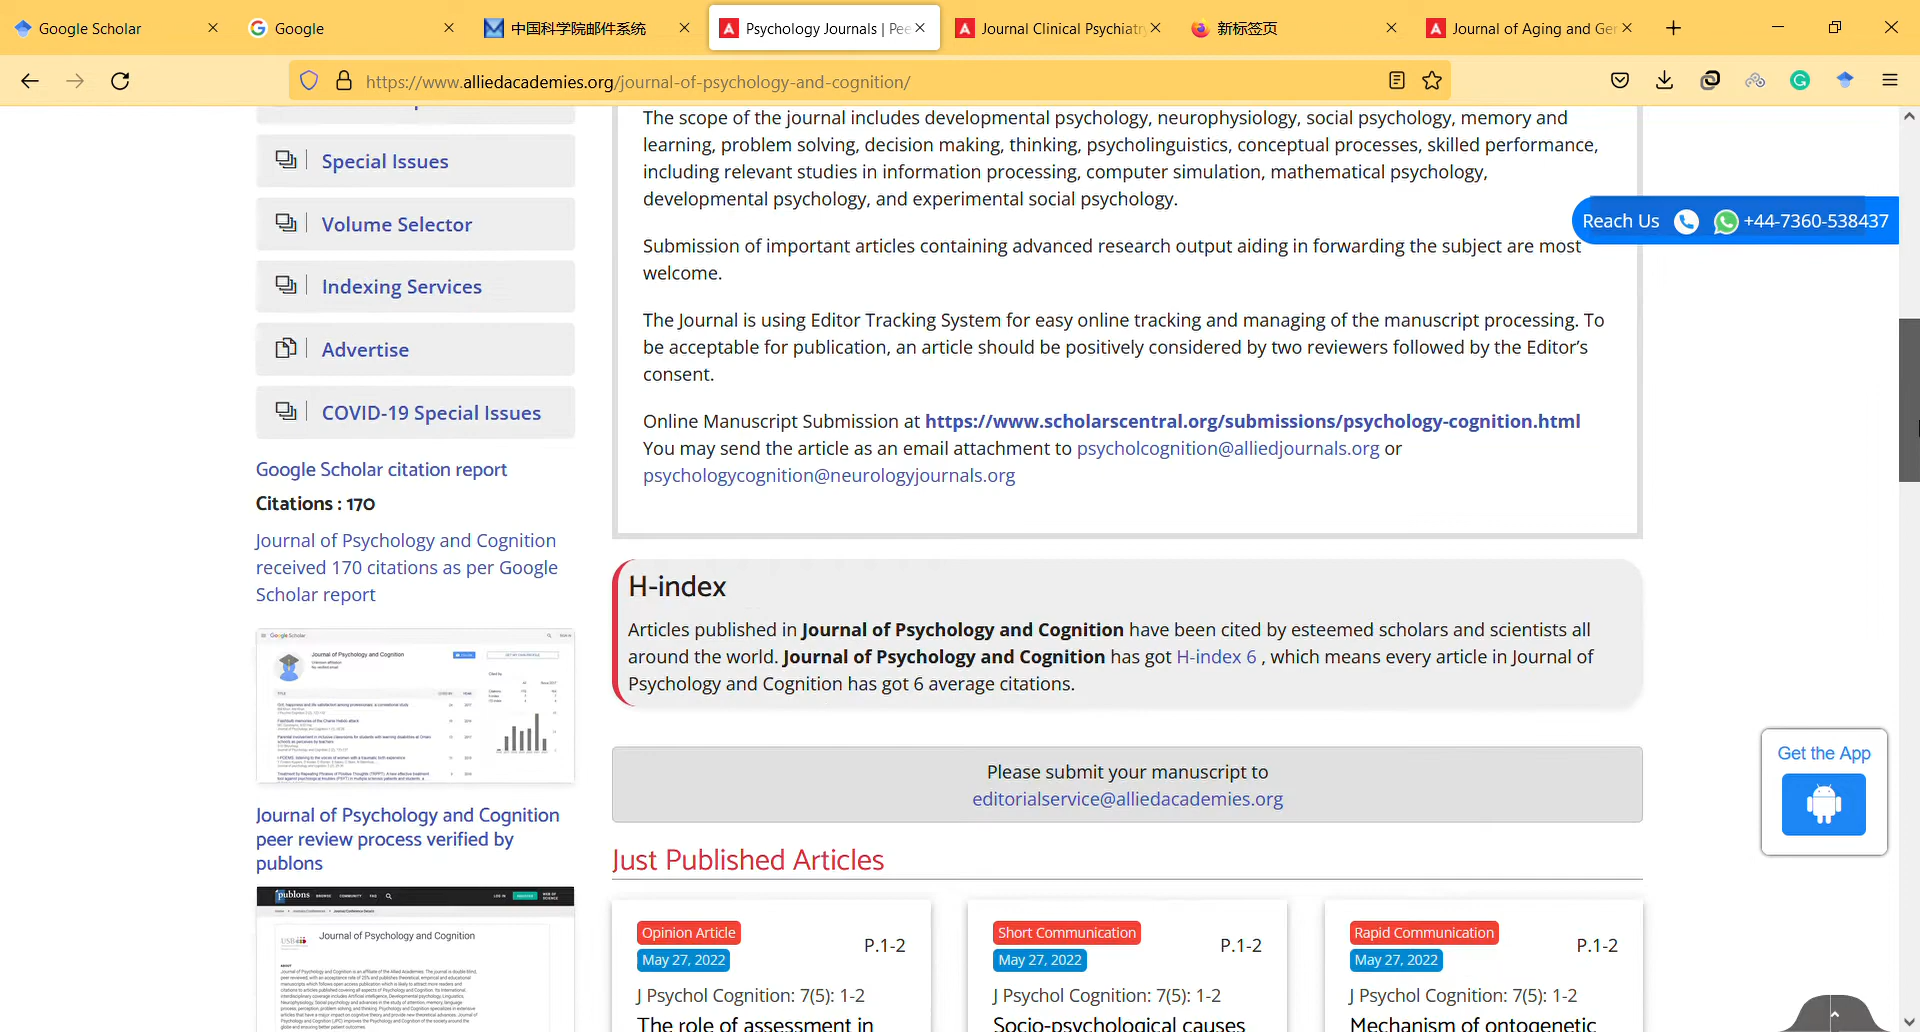 Google Scholar
Google
中国科学院邮件系统
Psychology Journals | Pee
Journal Clinical Psychiatry
新标签页
Journal of Aging and Ger
https://www.alliedacademies.org/journal-of-psychology-and-cognition/
Special Issues
Volume Selector
Indexing Services
Advertise
COVID-19 Special Issues
Google Scholar citation report
Citations : 170
Journal of Psychology and Cognition
received 170 citations as per Google
Scholar report
Google Scholar
Journal of Psychology and Cognition
Journal of Psychology and Cognition
peer review process verified by
publons
publons
Journal of Psychology and Cognition
The scope of the journal includes developmental psychology, neurophysiology, social psychology, memory and
learning, problem solving, decision making, thinking, psycholinguistics, conceptual processes, skilled performance,
including relevant studies in information processing, computer simulation, mathematical psychology,
developmental psychology, and experimental social psychology.
Submission of important articles containing advanced research output aiding in forwarding the subject are most
welcome.
The Journal is using Editor Tracking System for easy online tracking and managing of the manuscript processing. To
be acceptable for publication, an article should be positively considered by two reviewers followed by the Editor’s
consent.
Online Manuscript Submission at https://www.scholarscentral.org/submissions/psychology-cognition.html
You may send the article as an email attachment to psycholcognition@alliedjournals.org or
psychologycognition@neurologyjournals.org
H-index
Articles published in Journal of Psychology and Cognition have been cited by esteemed scholars and scientists all
around the world. Journal of Psychology and Cognition has got H-index 6 , which means every article in Journal of
Psychology and Cognition has got 6 average citations.
Please submit your manuscript to
editorialservice@alliedacademies.org
Just Published Articles
Opinion Article
May 27, 2022
P.1-2
J Psychol Cognition: 7(5): 1-2
The role of assessment in
Short Communication
May 27, 2022
P.1-2
J Psychol Cognition: 7(5): 1-2
Socio-psychological causes
Rapid Communication
May 27, 2022
P.1-2
J Psychol Cognition: 7(5): 1-2
Mechanism of ontogenetic
Reach Us +44-7360-538437
Get the App